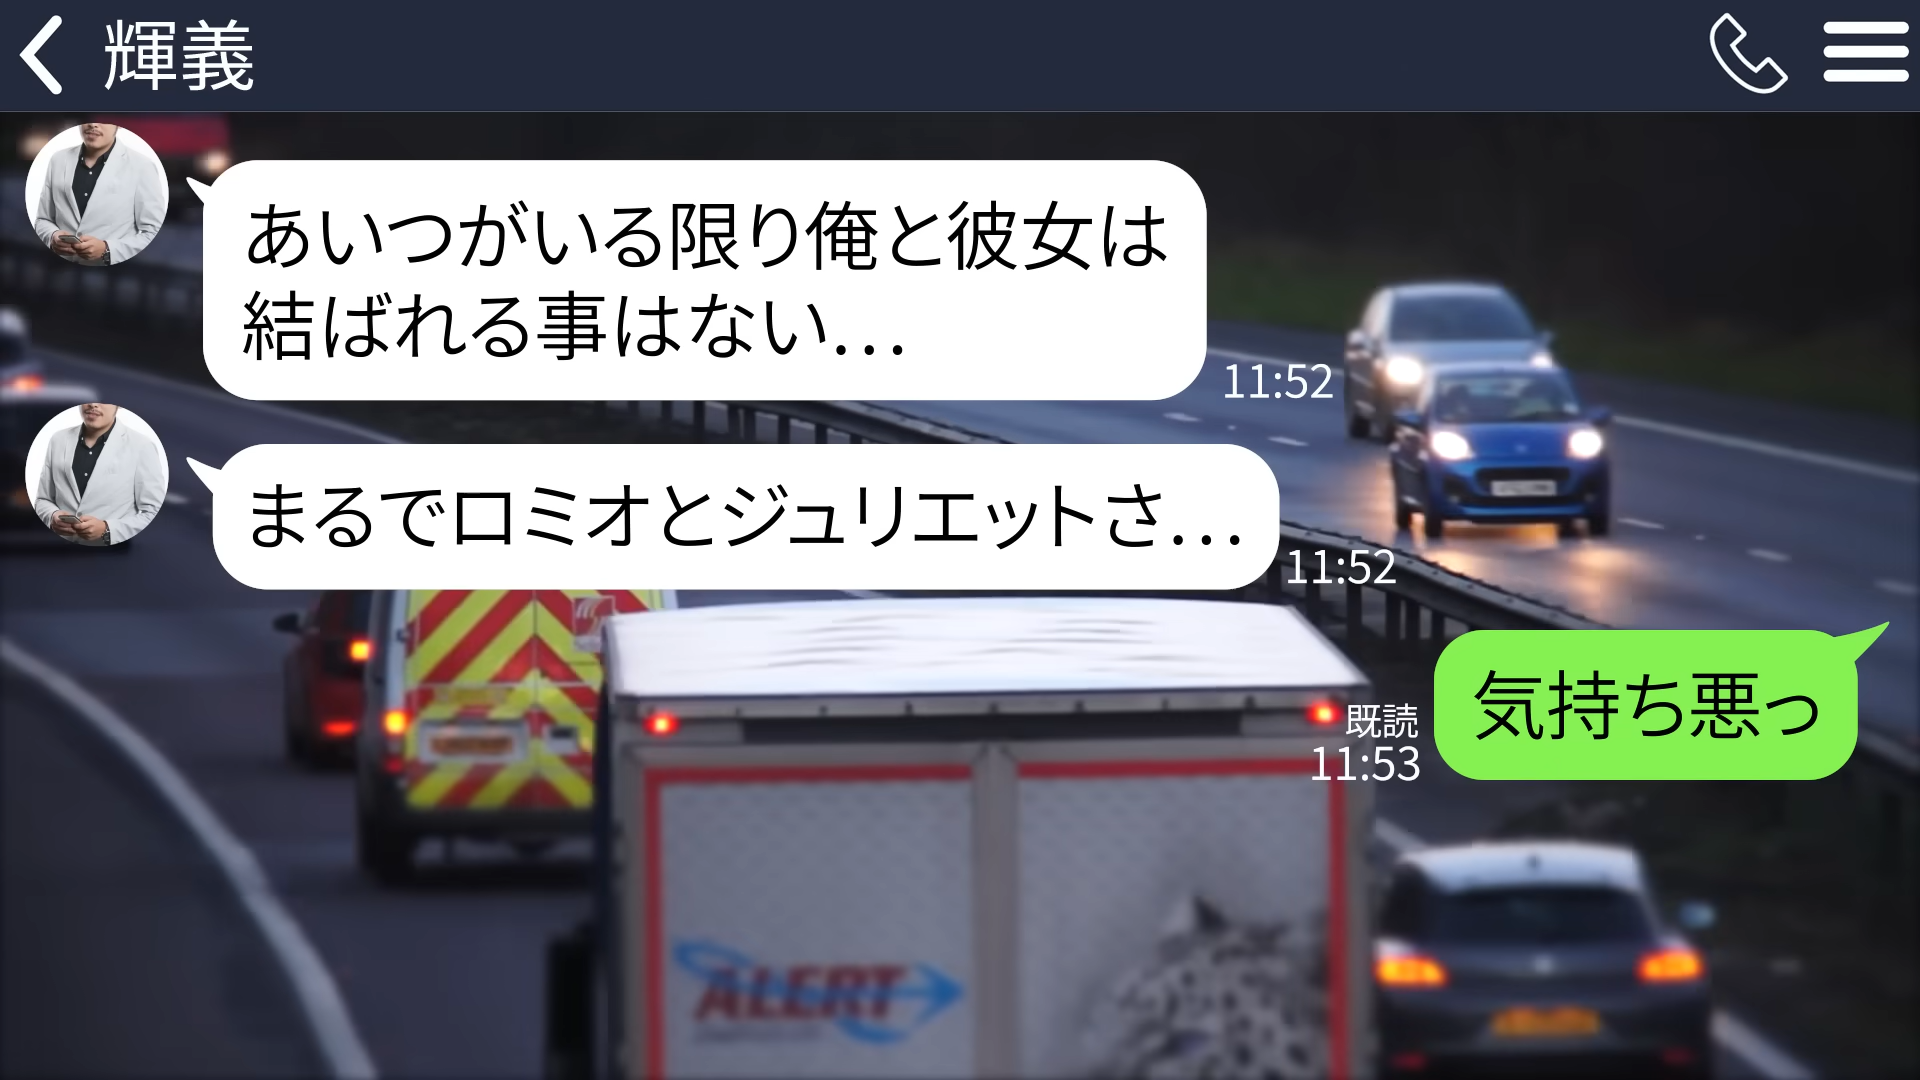 輝義
あいつがいる限り俺と彼女は
結ばれる事はない…
11:52
まるでロミオとジュリエットさ…
11:52
気持ち悪っ
既読
11:53
ALERT